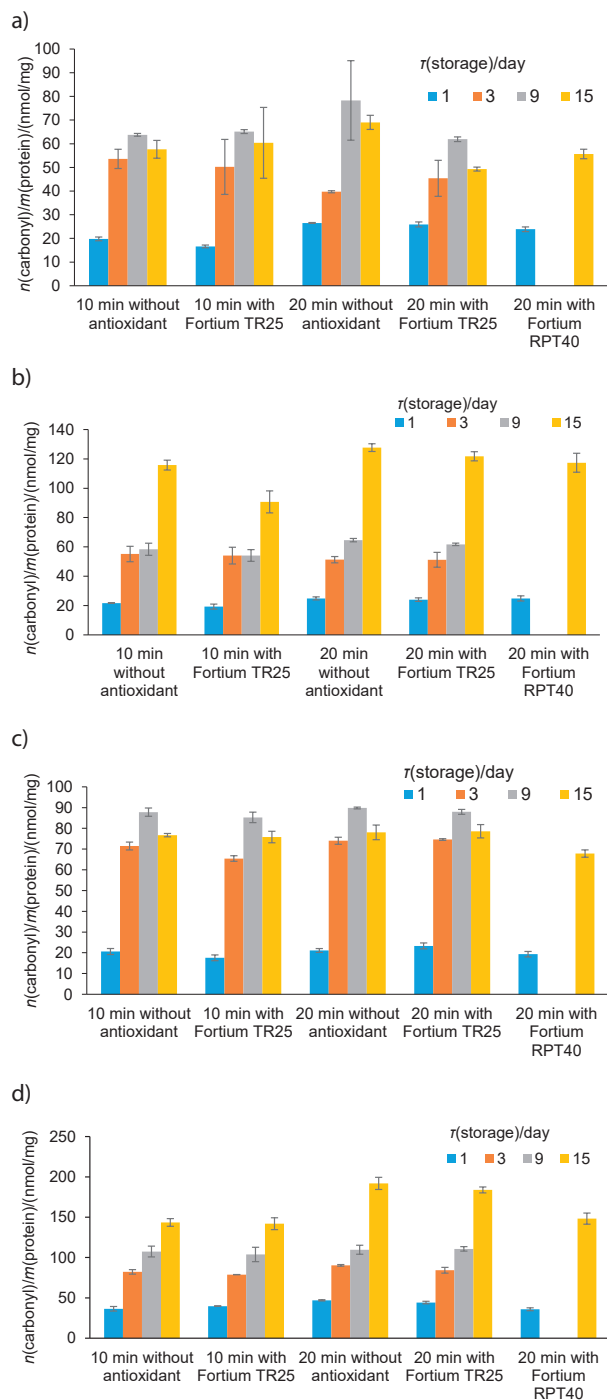 a)
τ(storage)/day
1 3 9 15
n(carbonyl)/m(protein)/(nmol/mg)
100
90
80
70
60
50
40
30
20
10
0
10 min without antioxidant
10 min with Fortium TR25
20 min without antioxidant
20 min with Fortium TR25
20 min with Fortium RPT40
b)
τ(storage)/day
1 3 9 15
n(carbonyl)/m(protein)/(nmol/mg)
140
120
100
80
60
40
20
0
10 min without antioxidant
10 min with Fortium TR25
20 min without antioxidant
20 min with Fortium TR25
20 min with Fortium RPT40
c)
τ(storage)/day
1 3 9 15
n(carbonyl)/m(protein)/(nmol/mg)
100
90
80
70
60
50
40
30
20
10
0
10 min without antioxidant
10 min with Fortium TR25
20 min without antioxidant
20 min with Fortium TR25
20 min with Fortium RPT40
d)
τ(storage)/day
1 3 9 15
n(carbonyl)/m(protein)/(nmol/mg)
250
200
150
100
50
0
10 min without antioxidant
10 min with Fortium TR25
20 min without antioxidant
20 min with Fortium TR25
20 min with Fortium RPT40